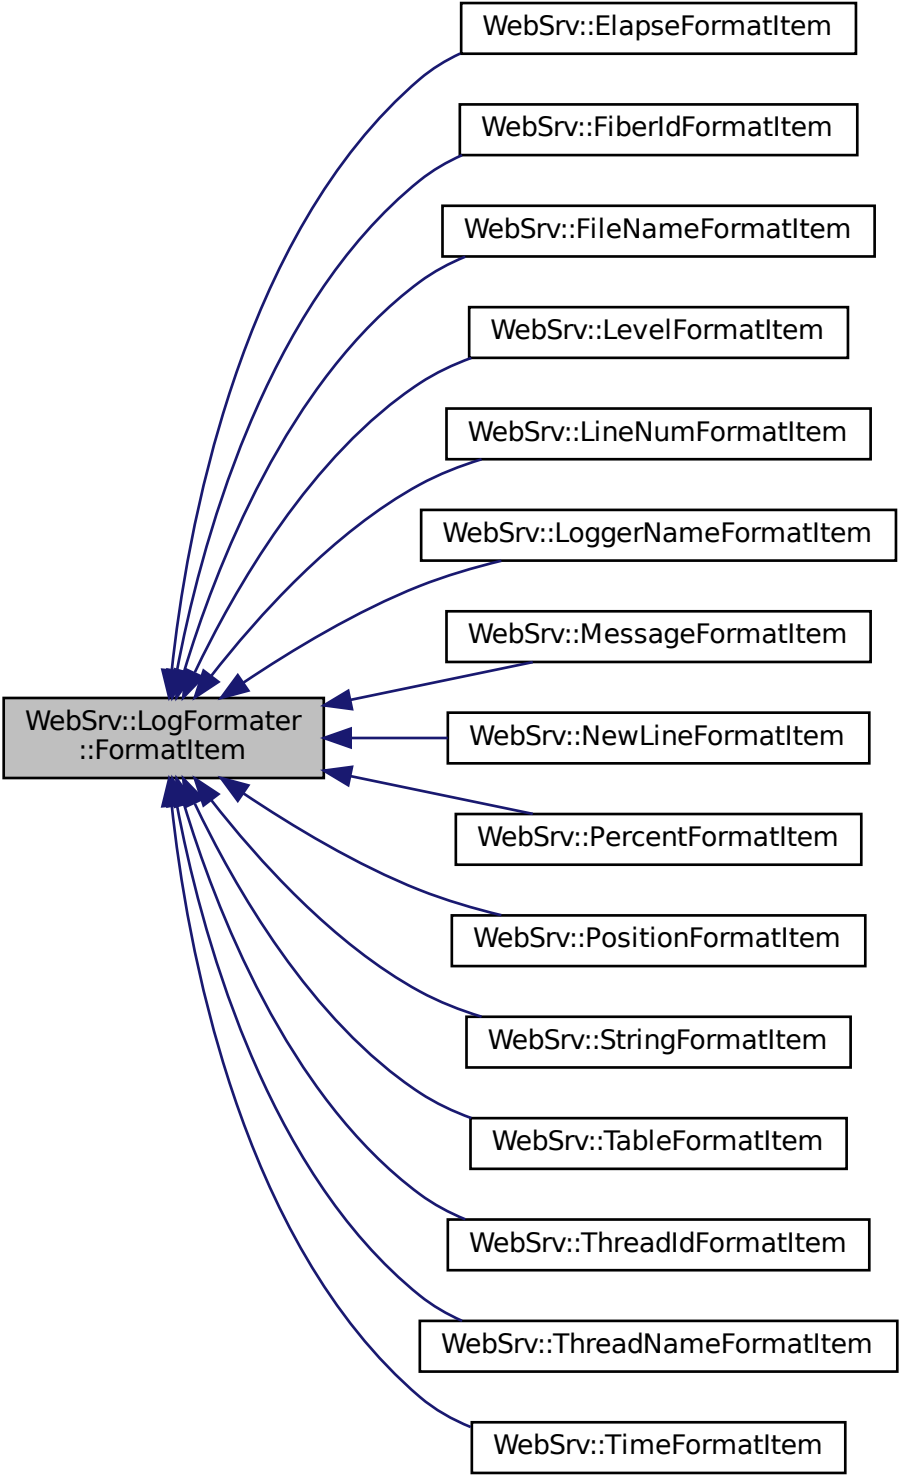 WebSrv::ElapseFormatItem
WebSrv::FiberIdFormatItem
WebSrv::FileNameFormatItem
WebSrv::LevelFormatItem
WebSrv::LineNumFormatItem
WebSrv::LoggerNameFormatItem
WebSrv::MessageFormatItem
WebSrv::LogFormater
::FormatItem
WebSrv::NewLineFormatItem
WebSrv::PercentFormatItem
WebSrv::PositionFormatItem
WebSrv::StringFormatItem
WebSrv::TableFormatItem
WebSrv::ThreadIdFormatItem
WebSrv::ThreadNameFormatItem
WebSrv::TimeFormatItem